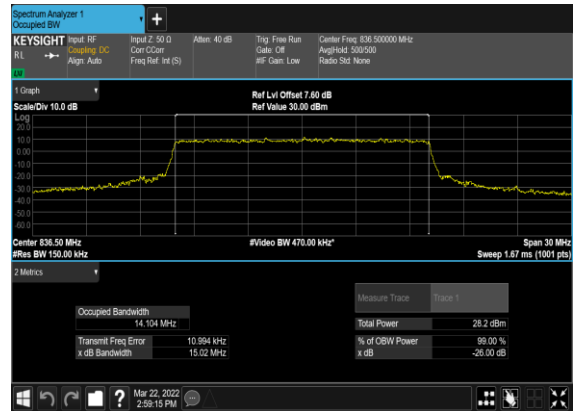 Spectrum Analyzer 1
Occupied BW
+
KEYSIGHT Input: RF Input Z: 50 Ω Atten: 40 dB Trig: Free Run Center Freq: 836.500000 MHz
RL Coupling: DC Corr CCorr Gate: Off Avg|Hold: 500/500
Align: Auto Freq Ref: Int (S) #IF Gain: Low Radio Std: None
1 Graph
Ref Lvl Offset 7.60 dB
Scale/Div 10.0 dB Ref Value 30.00 dBm
Log
20.0
10.0
0.00
-10.0
-20.0
-30.0
-40.0
-50.0
-60.0
Center 836.50 MHz #Video BW 470.00 kHz* Span 30 MHz
#Res BW 150.00 kHz Sweep 1.67 ms (1001 pts)
2 Metrics
Measure Trace Trace 1
Occupied Bandwidth
14.104 MHz Total Power 28.2 dBm
Transmit Freq Error 10.994 kHz % of OBW Power 99.00 %
x dB Bandwidth 15.02 MHz x dB -26.00 dB
? Mar 22, 2022
2:59:15 PM